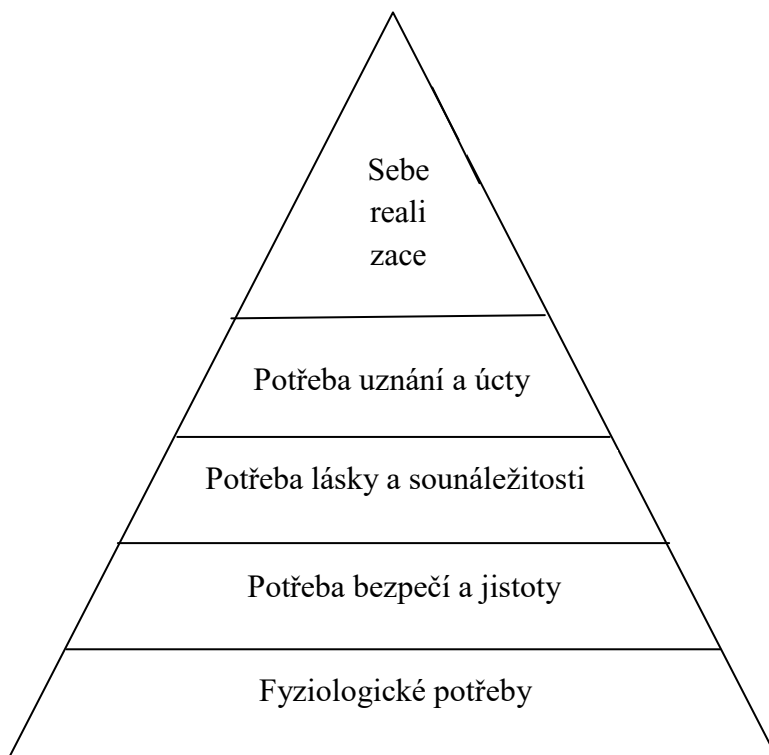 Sebe
reali
zace
Potřeba uznání a úcty
Potřeba lásky a sounáležitosti
Potřeba bezpečí a jistoty
Fyziologické potřeby